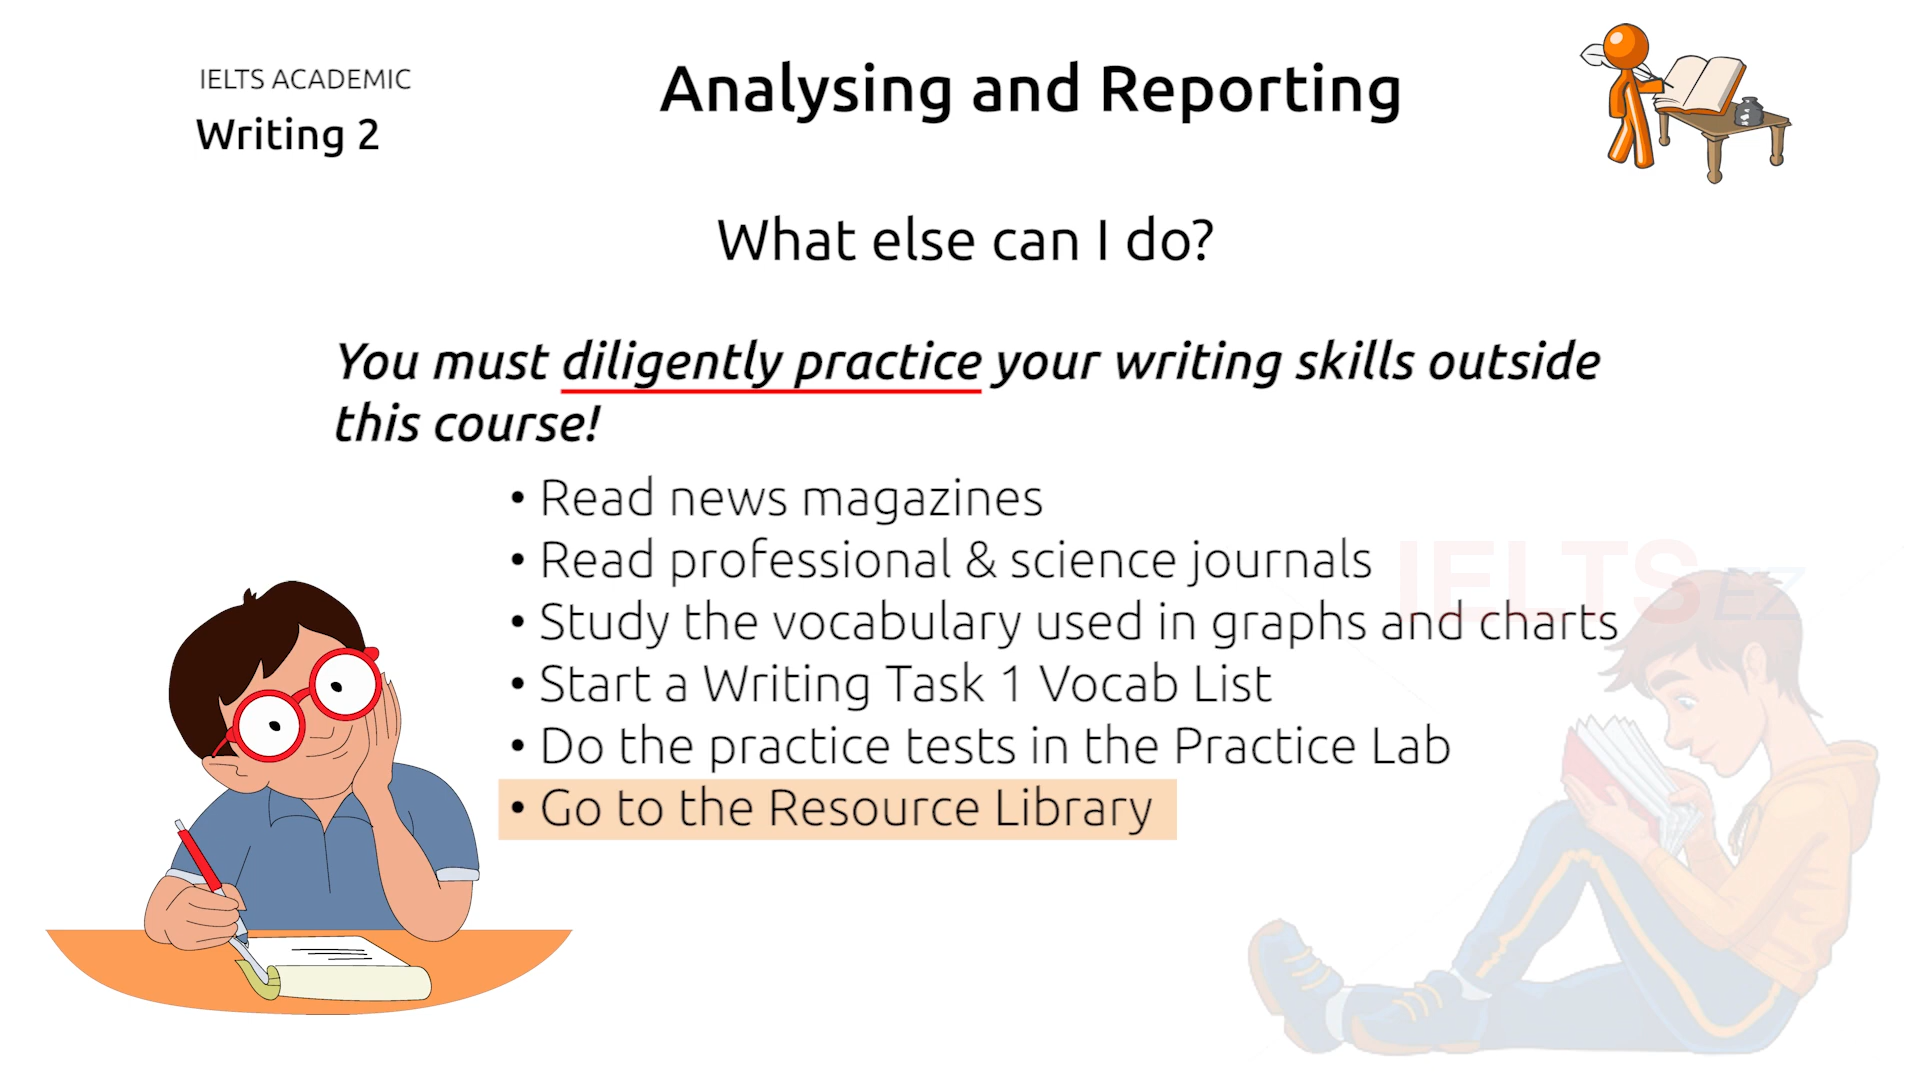 IELTS ACADEMIC
Writing 2
Analysing and Reporting
What else can I do?
You must diligently practice your writing skills outside
this course!
• Read news magazines
• Read professional & science journals
• Study the vocabulary used in graphs and charts
• Start a Writing Task 1 Vocab List
• Do the practice tests in the Practice Lab
• Go to the Resource Library
IELTS EZ